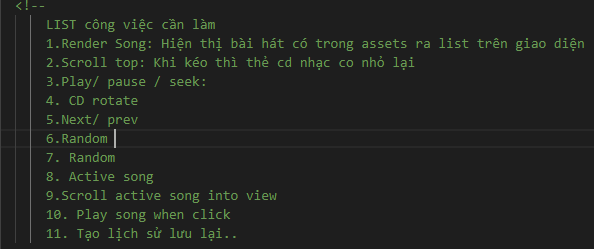 <!--
LIST công việc cần làm
1.Render Song: Hiện thị bài hát có trong assets ra list trên giao diện
2.Scroll top: Khi kéo thì thẻ cd nhạc co nhỏ lại
3.Play/ pause / seek:
4. CD rotate
5.Next/ prev
6.Random
7. Random
8. Active song
9.Scroll active song into view
10. Play song when click
11. Tạo lịch sử lưu lại..